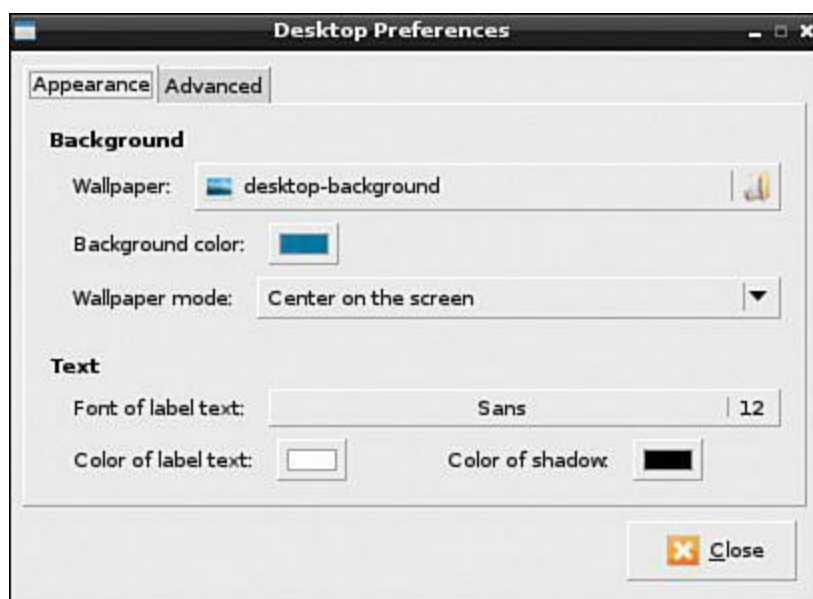 Desktop Preferences
Appearance Advanced
Background
Wallpaper: desktop-background
Background color:
Wallpaper mode: Center on the screen
Text
Font of label text: Sans 12
Color of label text: Color of shadow:
Close